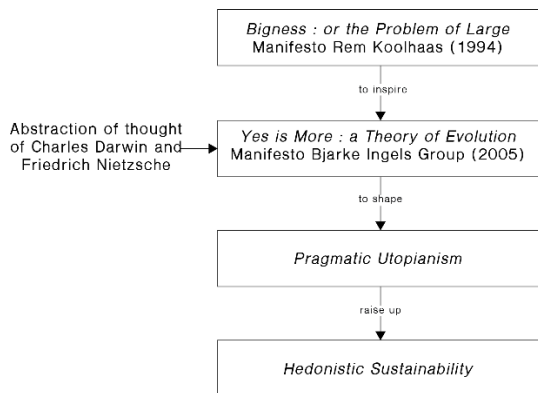 Bigness : or the Problem of Large
Manifesto Rem Koolhaas (1994)
to inspire
Abstraction of thought
of Charles Darwin and
Friedrich Nietzsche
Yes is More : a Theory of Evolution
Manifesto Bjarke Ingels Group (2005)
to shape
Pragmatic Utopianism
raise up
Hedonistic Sustainability